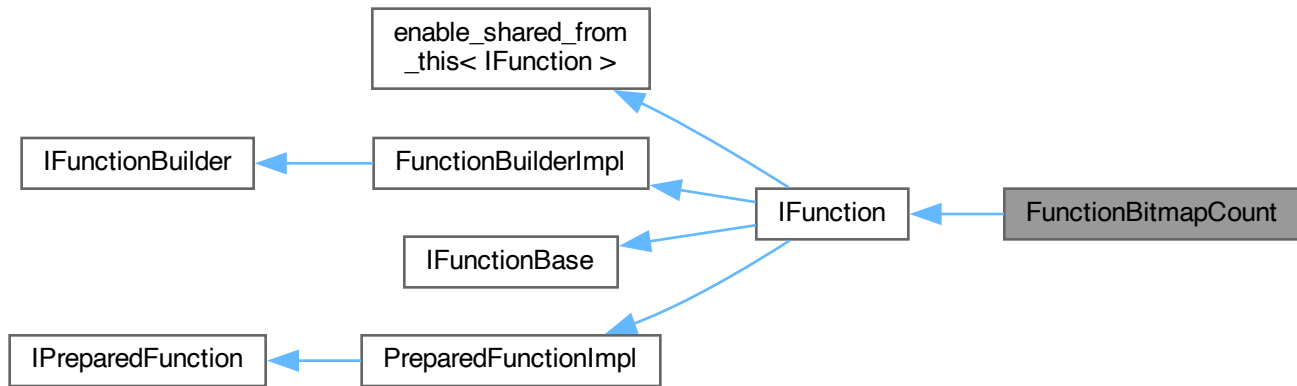 enable_shared_from
_this< IFunction >
IFunctionBuilder
FunctionBuilderImpl
IFunction
FunctionBitmapCount
IFunctionBase
IPreparedFunction
PreparedFunctionImpl